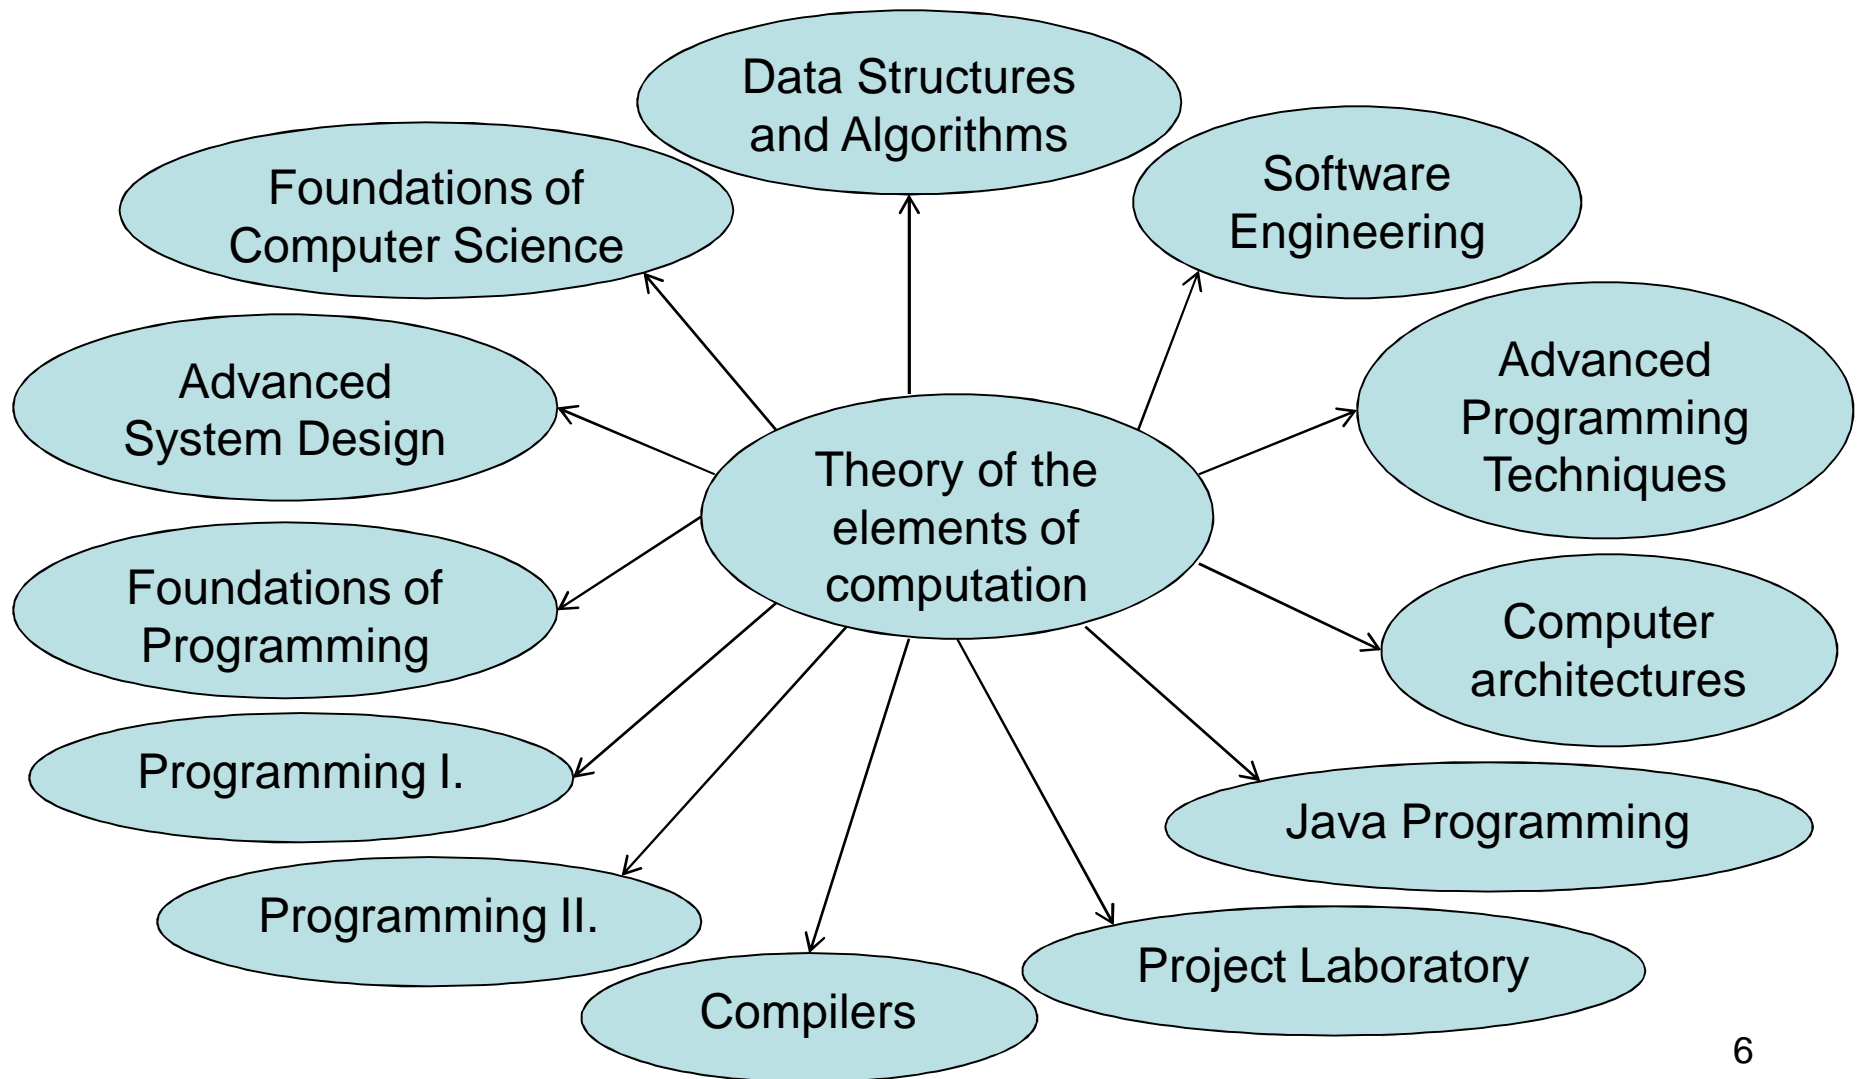 Data Structures
and Algorithms
Foundations of
Computer Science
Software
Engineering
Advanced
System Design
Advanced
Programming
Techniques
Theory of the
elements of
computation
Foundations of
Programming
Computer
architectures
Programming I.
Java Programming
Programming II.
Project Laboratory
Compilers
6